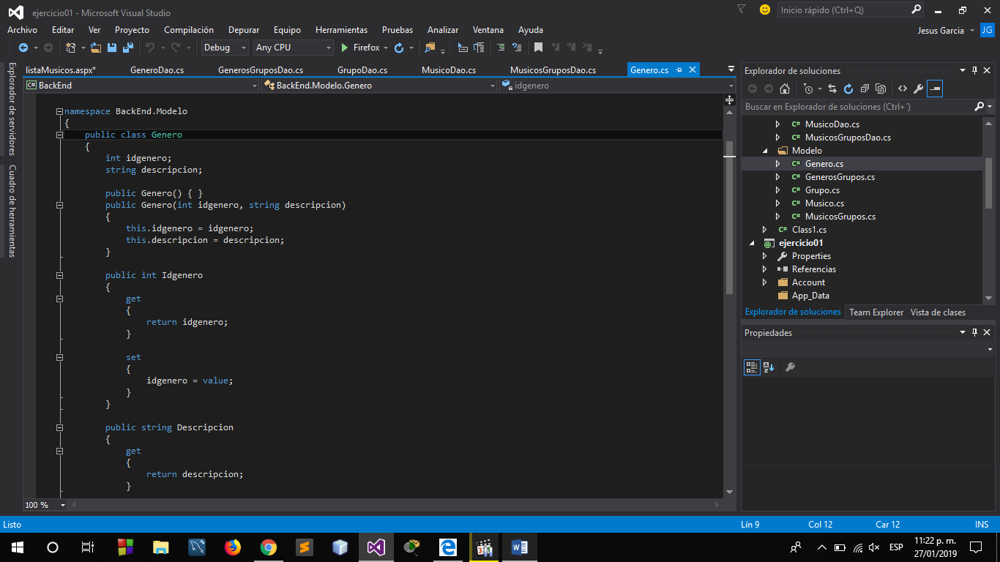 ejercicio01 - Microsoft Visual Studio
Inicio rápido (Ctrl+Q)
Archivo Editar Ver Proyecto Compilación Depurar Equipo Herramientas Pruebas Analizar Ventana Ayuda
Jesus Garcia JG
Debug Any CPU Firefox
Explorador de servidores
Cuadro de herramientas
listaMusicos.aspx* GeneroDao.cs GenerosGruposDao.cs GrupoDao.cs MusicoDao.cs MusicosGruposDao.cs Genero.cs
C# BackEnd BackEnd.Modelo.Genero idgenero
namespace BackEnd.Modelo
{
public class Genero
{
int idgenero;
string descripcion;
public Genero() { }
public Genero(int idgenero, string descripcion)
{
this.idgenero = idgenero;
this.descripcion = descripcion;
}
public int Idgenero
{
get
{
return idgenero;
}
set
{
idgenero = value;
}
}
public string Descripcion
{
get
{
return descripcion;
}
100 %
Explorador de soluciones
Buscar en Explorador de soluciones (Ctrl+´)
C# MusicoDao.cs
C# MusicosGruposDao.cs
Modelo
C# Genero.cs
C# GenerosGrupos.cs
C# Grupo.cs
C# Musico.cs
C# MusicosGrupos.cs
C# Class1.cs
ejercicio01
Properties
Referencias
Account
App_Data
Explorador de soluciones Team Explorer Vista de clases
Propiedades
Listo
Lín 9 Col 12 Car 12 INS
ESP
11:22 p. m.
27/01/2019